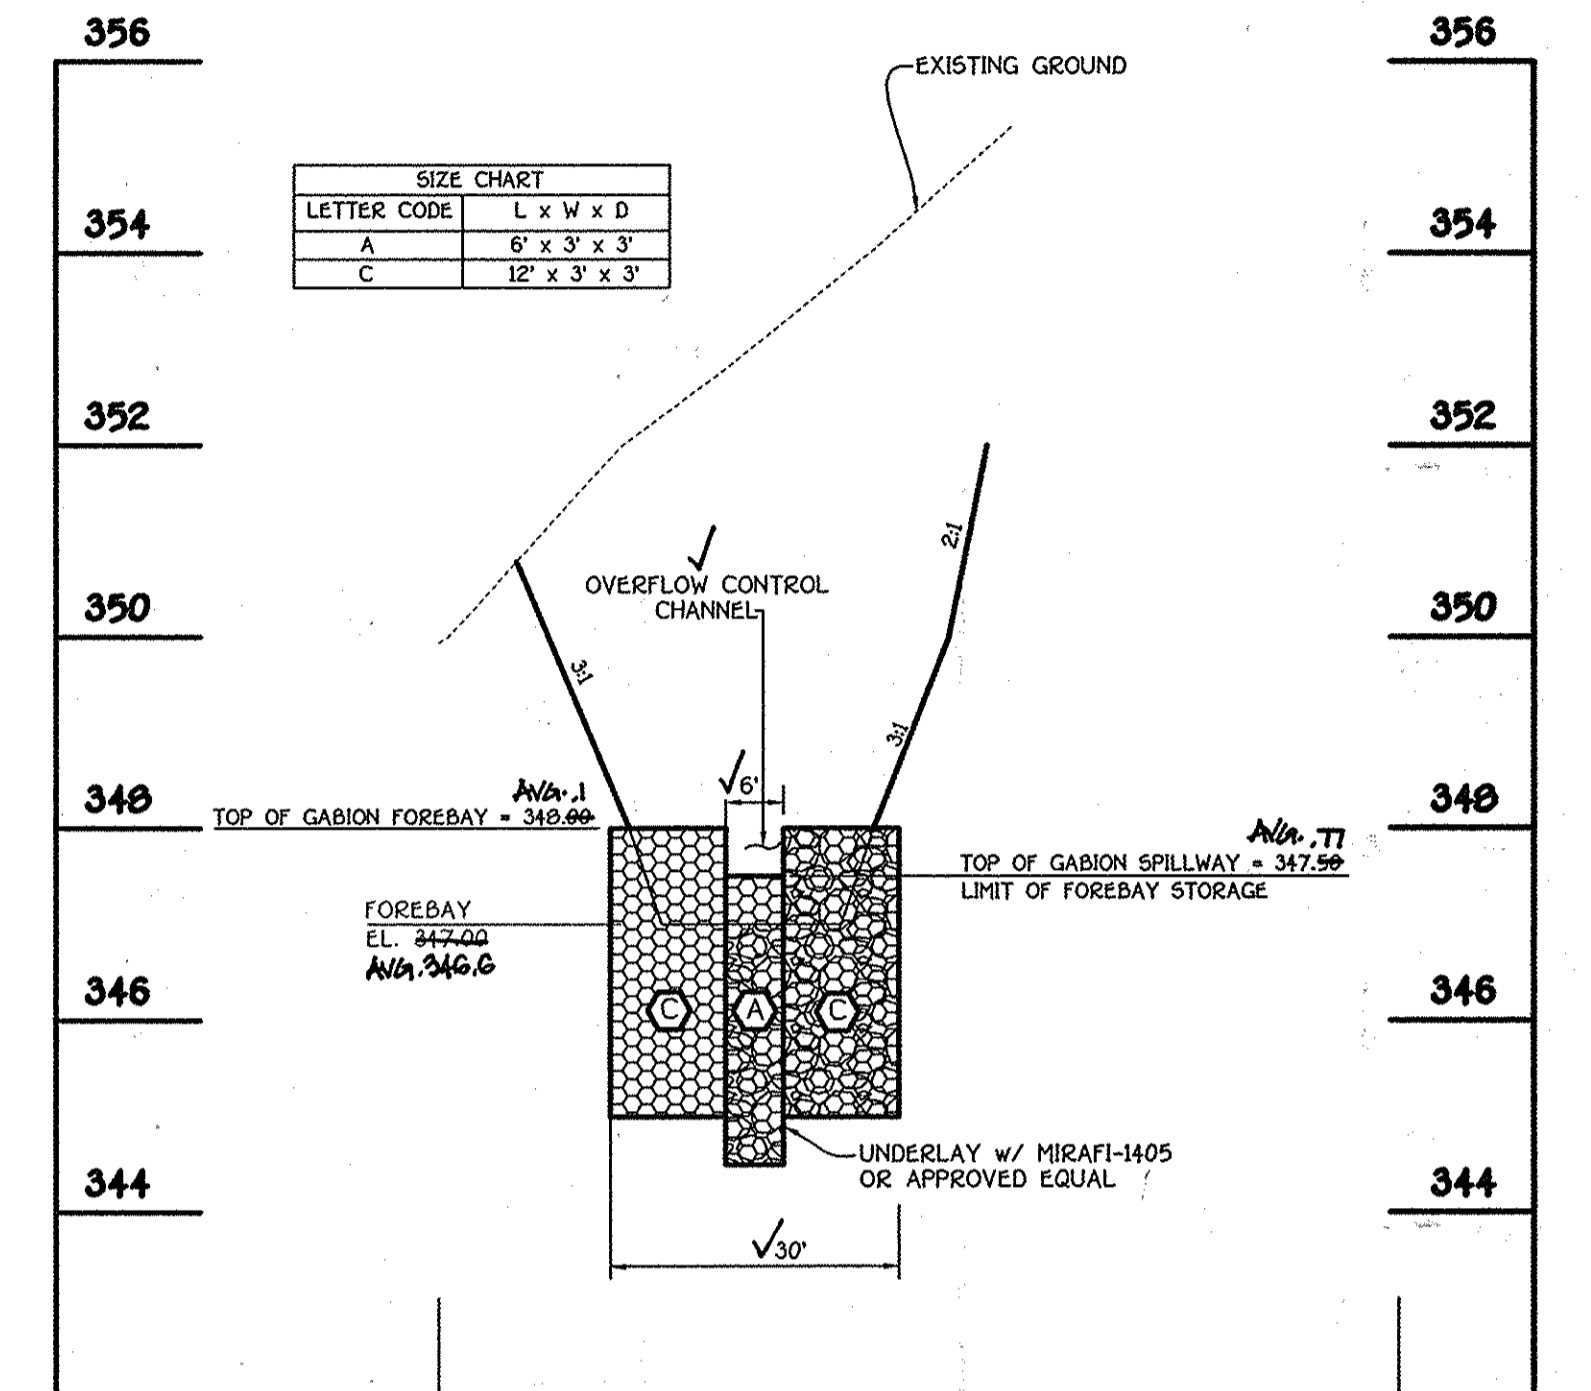 356
356
EXISTING GROUND
SIZE CHART
LETTER CODE L x W x D
A 6' x 3' x 3'
C 12' x 3' x 3'
354
354
352
352
2:1
OVERFLOW CONTROL
CHANNEL
350
350
3:1
3:1
✓6'
348
348
AVG. .1
TOP OF GABION FOREBAY = 348.00
AVG. .77
TOP OF GABION SPILLWAY = 347.50
LIMIT OF FOREBAY STORAGE
FOREBAY
EL. 347.00
AVG. 346.6
346
346
C A C
UNDERLAY w/ MIRAFI-1405
OR APPROVED EQUAL
344
344
✓30'